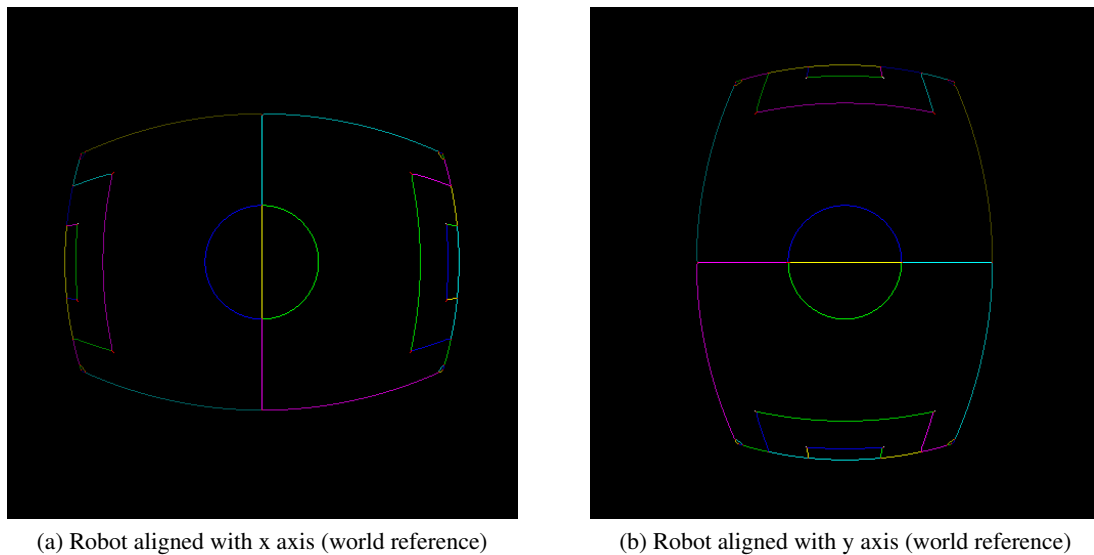 (a) Robot aligned with x axis (world reference)
(b) Robot aligned with y axis (world reference)